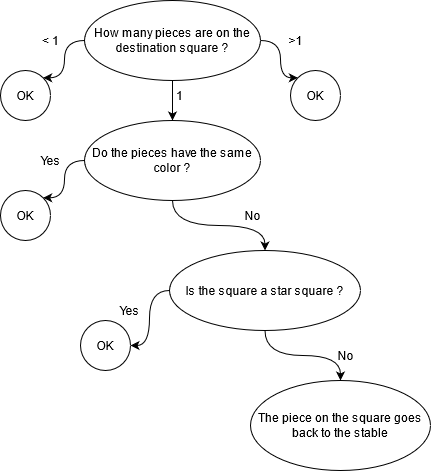 How many pieces are on the
destination square ?
< 1
>1
OK
1
OK
Do the pieces have the same
color ?
Yes
OK
No
Is the square a star square ?
Yes
OK
No
The piece on the square goes
back to the stable